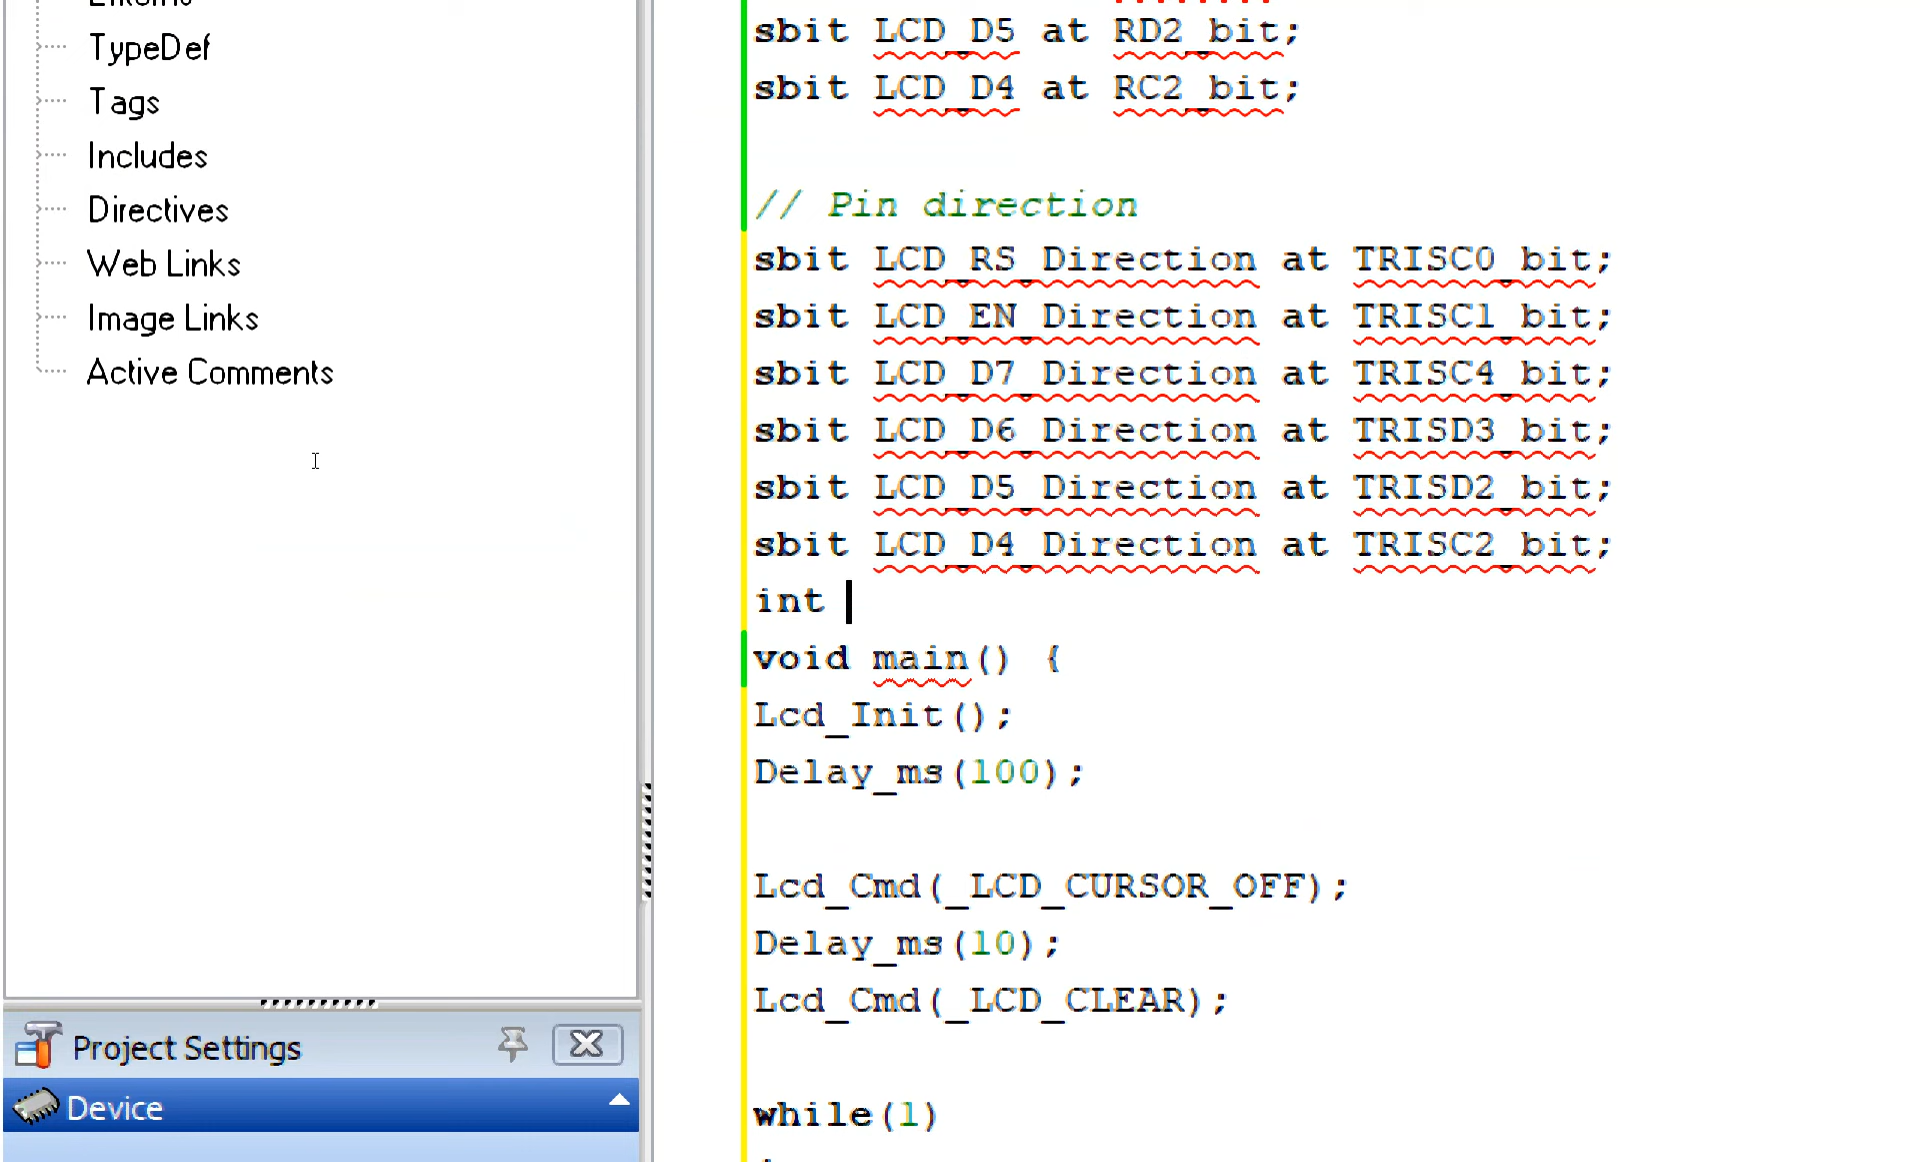 TypeDef
Tags
Includes
Directives
Web Links
Image Links
Active Comments
Project Settings
Device
sbit LCD_D5 at RD2_bit;
sbit LCD_D4 at RC2_bit;
// Pin direction
sbit LCD_RS_Direction at TRISC0_bit;
sbit LCD_EN_Direction at TRISC1_bit;
sbit LCD_D7_Direction at TRISC4_bit;
sbit LCD_D6_Direction at TRISD3_bit;
sbit LCD_D5_Direction at TRISD2_bit;
sbit LCD_D4_Direction at TRISC2_bit;
int
void main() {
Lcd_Init();
Delay_ms(100);
Lcd_Cmd(_LCD_CURSOR_OFF);
Delay_ms(10);
Lcd_Cmd(_LCD_CLEAR);
while(1)